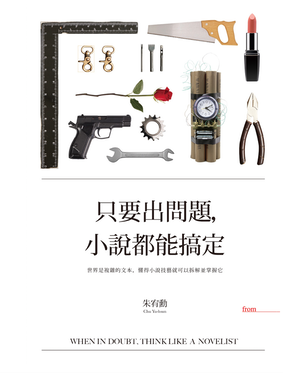 只要出問題,
小說都能搞定
世界是複雜的文本，懂得小說技藝就可以拆解並掌握它
朱宥勳
Chu Yu-hsun
from
WHEN IN DOUBT, THINK LIKE A NOVELIST